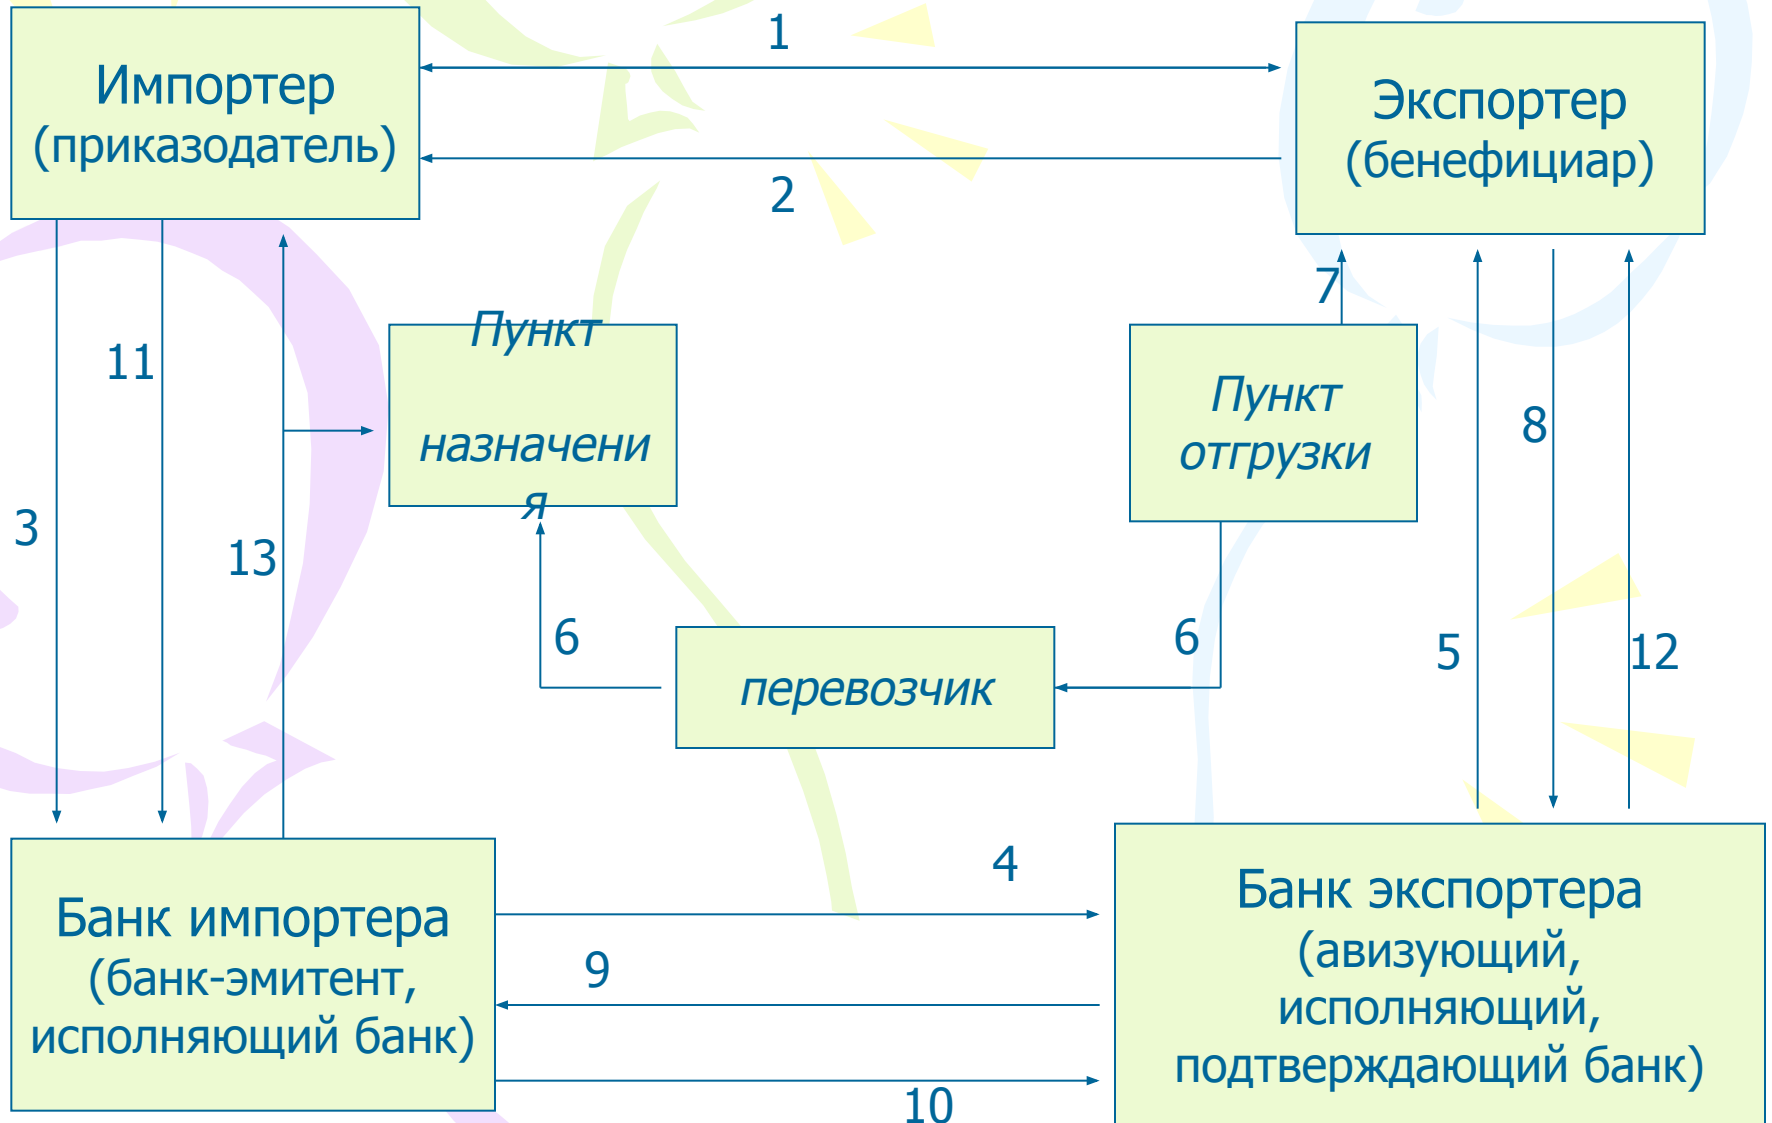 1
Импортер
(приказодатель)
Экспортер
(бенефициар)
2
7
Пункт
назначени
я
11
Пункт
отгрузки
8
3
13
6
6
5
12
перевозчик
4
Банк импортера
(банк-эмитент,
исполняющий банк)
9
Банк экспортера
(авизующий,
исполняющий,
подтверждающий банк)
10